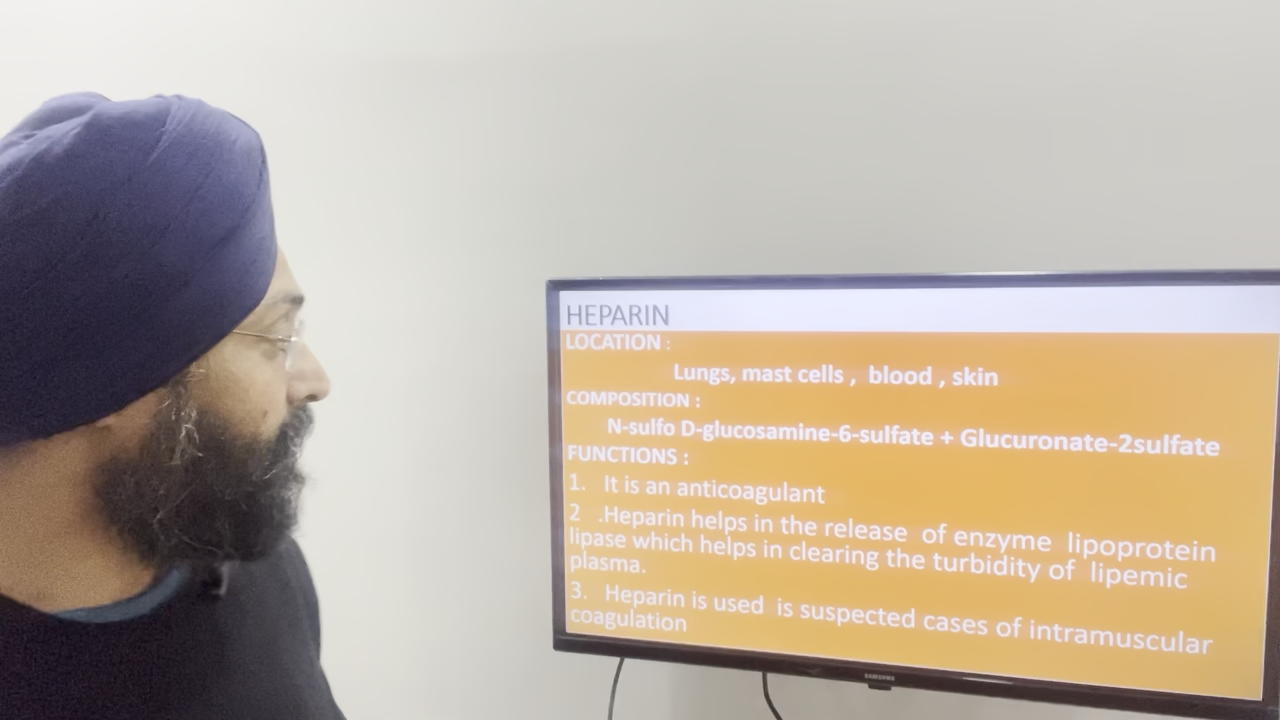 HEPARIN
LOCATION :
Lungs, mast cells , blood , skin
COMPOSITION :
N-sulfo D-glucosamine-6-sulfate + Glucuronate-2sulfate
FUNCTIONS :
1. It is an anticoagulant
2 .Heparin helps in the release of enzyme lipoprotein
lipase which helps in clearing the turbidity of lipemic
plasma.
3. Heparin is used is suspected cases of intramuscular
coagulation
SAMSUNG